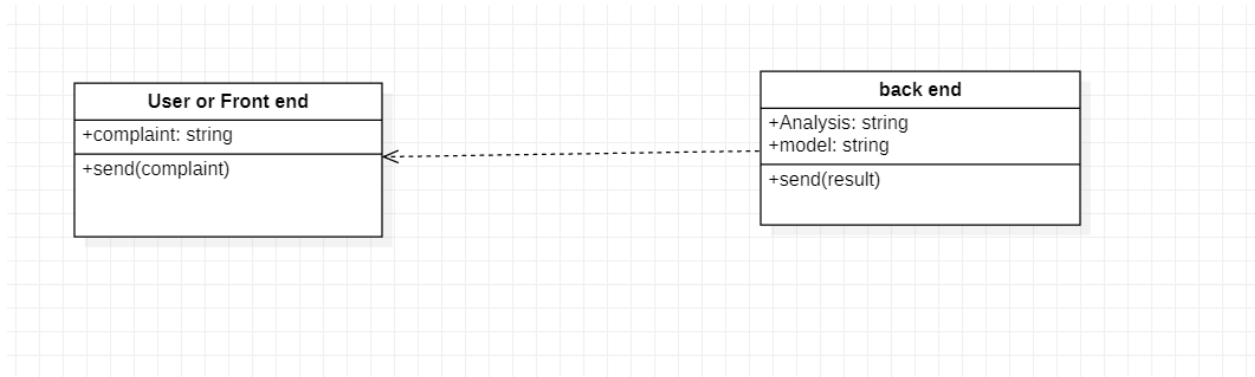 User or Front end
+complaint: string
+send(complaint)
back end
+Analysis: string
+model: string
+send(result)